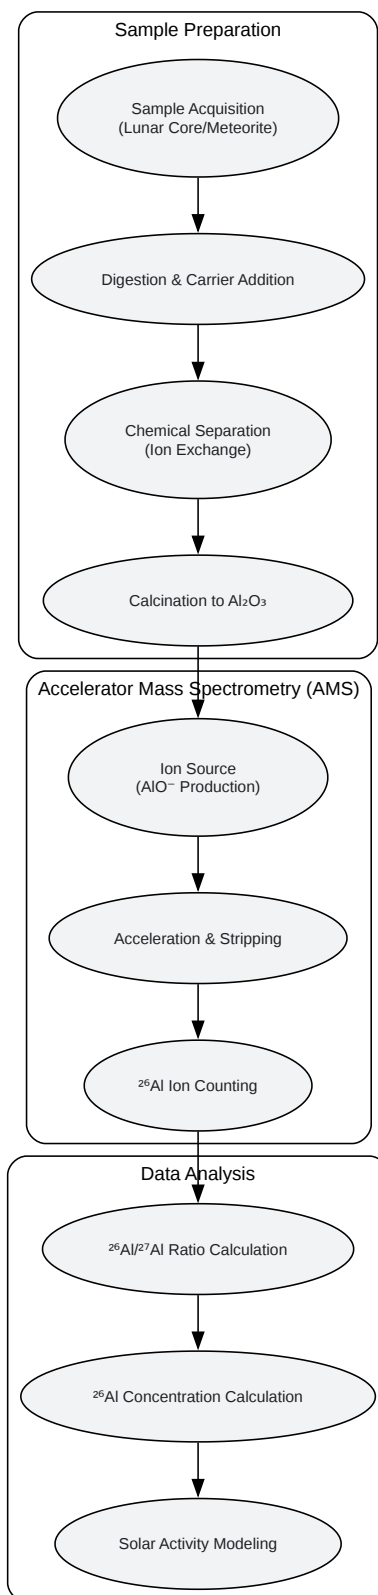 Sample Preparation
Sample Acquisition
(Lunar Core/Meteorite)
Digestion & Carrier Addition
Chemical Separation
(Ion Exchange)
Calcination to Al₂O₃
Accelerator Mass Spectrometry (AMS)
Ion Source
(AlO⁻ Production)
Acceleration & Stripping
²⁶Al Ion Counting
Data Analysis
²⁶Al/²⁷Al Ratio Calculation
²⁶Al Concentration Calculation
Solar Activity Modeling